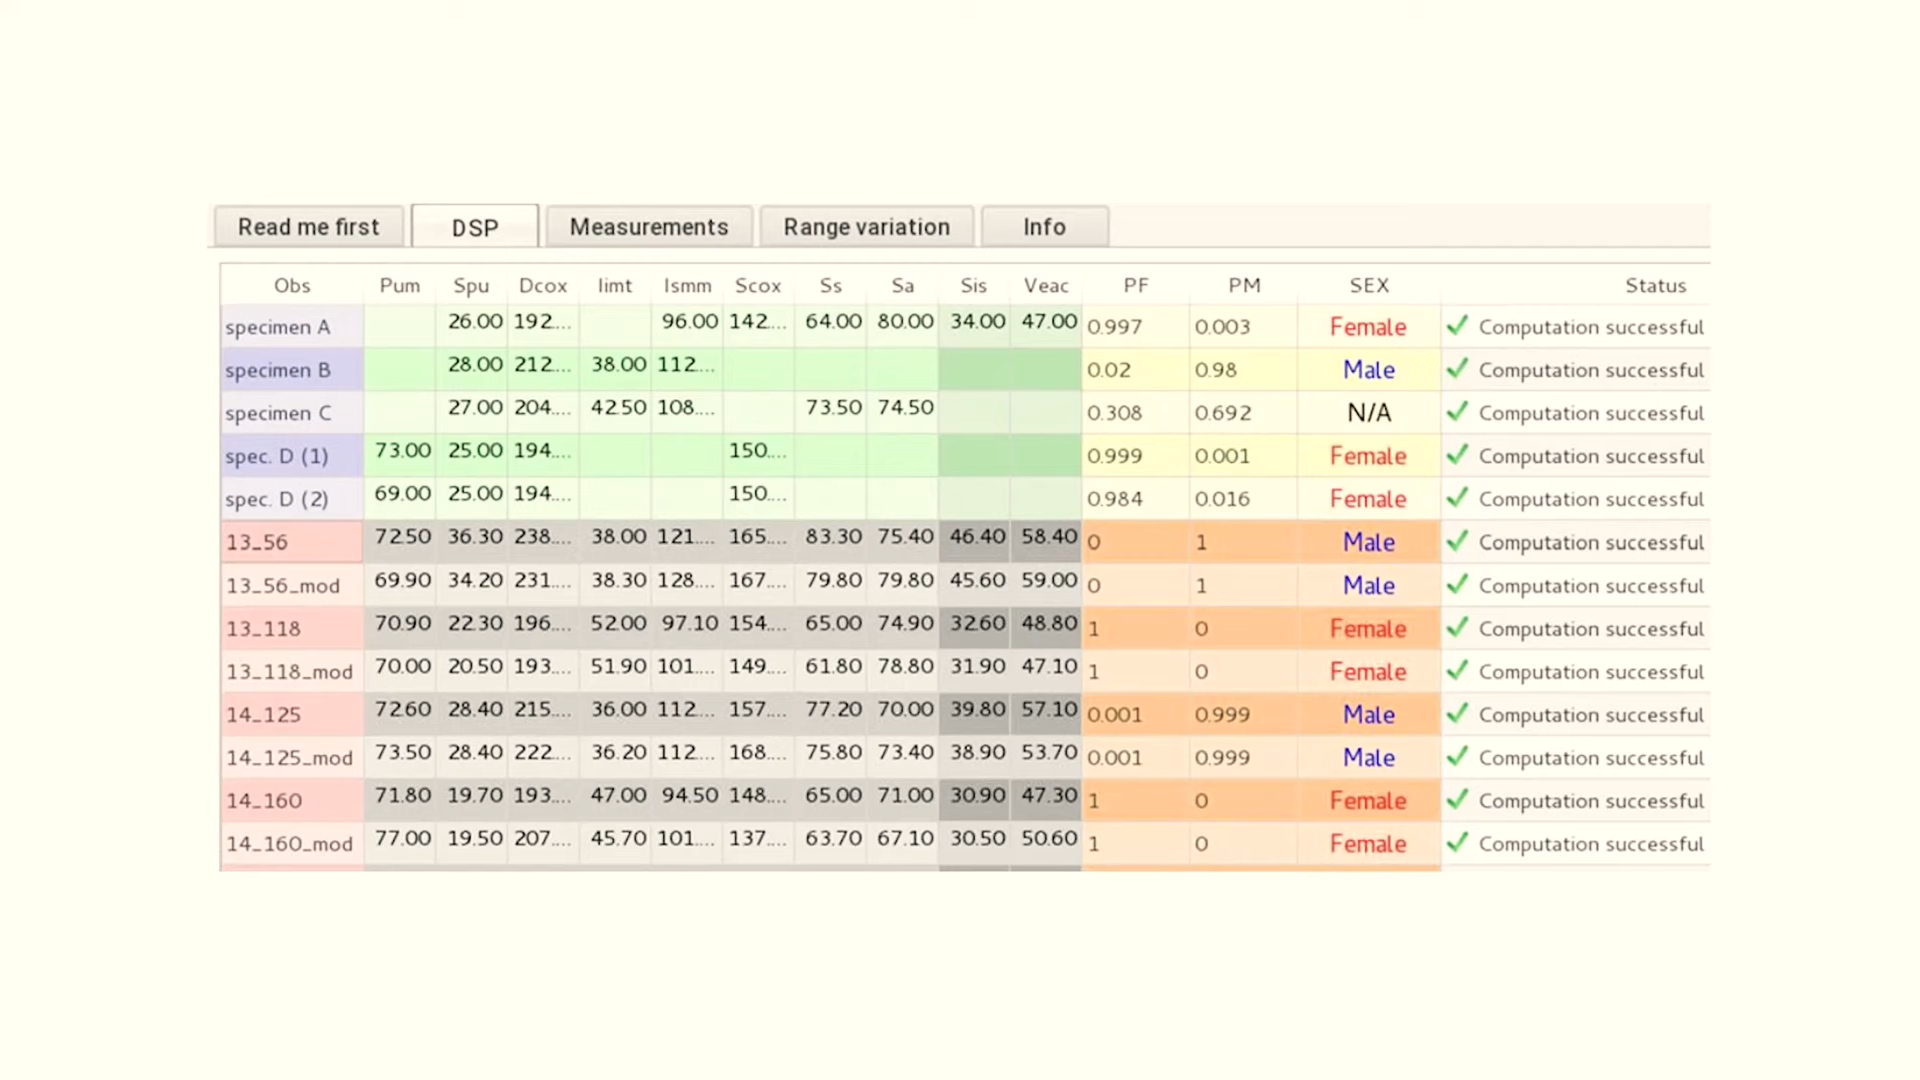 Read me first DSP Measurements Range variation Info
Obs Pum Spu Dcox Iimt Ismm Scox Ss Sa Sis Veac PF PM SEX Status
specimen A 26.00 192.... 96.00 142... 64.00 80.00 34.00 47.00 0.997 0.003 Female Computation successful
specimen B 28.00 212.... 38.00 112... 0.02 0.98 Male Computation successful
specimen C 27.00 204.... 42.50 108.... 73.50 74.50 0.308 0.692 N/A Computation successful
spec. D (1) 73.00 25.00 194.... 150.... 0.999 0.001 Female Computation successful
spec. D (2) 69.00 25.00 194.... 150.... 0.984 0.016 Female Computation successful
13_56 72.50 36.30 238.... 38.00 121.... 165.... 83.30 75.40 46.40 58.40 0 1 Male Computation successful
13_56_mod 69.90 34.20 231.... 38.30 128.... 167.... 79.80 79.80 45.60 59.00 0 1 Male Computation successful
13_118 70.90 22.30 196.... 52.00 97.10 154.... 65.00 74.90 32.60 48.80 1 0 Female Computation successful
13_118_mod 70.00 20.50 193.... 51.90 101.... 149.... 61.80 78.80 31.90 47.10 1 0 Female Computation successful
14_125 72.60 28.40 215.... 36.00 112.... 157.... 77.20 70.00 39.80 57.10 0.001 0.999 Male Computation successful
14_125_mod 73.50 28.40 222.... 36.20 112.... 168.... 75.80 73.40 38.90 53.70 0.001 0.999 Male Computation successful
14_160 71.80 19.70 193.... 47.00 94.50 148.... 65.00 71.00 30.90 47.30 1 0 Female Computation successful
14_160_mod 77.00 19.50 207.... 45.70 101.... 137.... 63.70 67.10 30.50 50.60 1 0 Female Computation successful